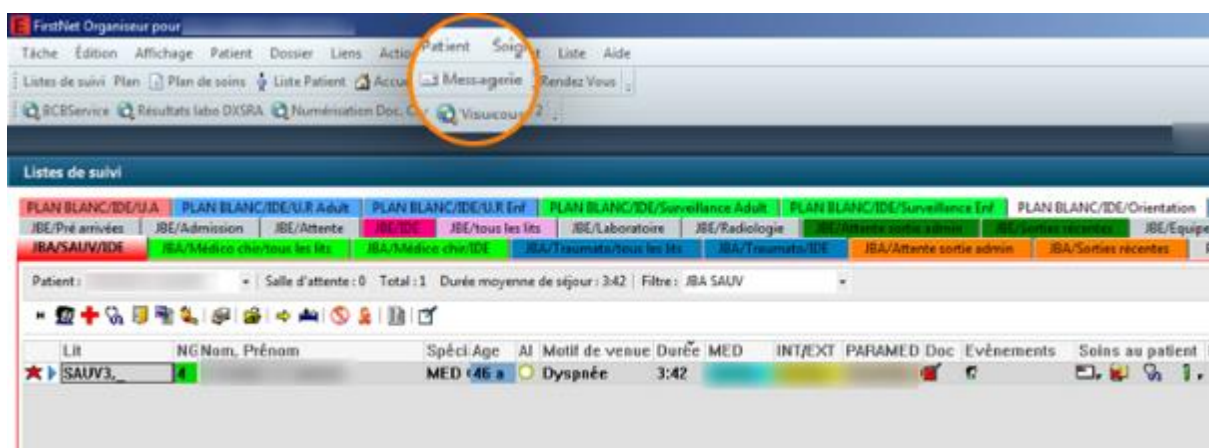 FirstNet Organiseur pour
Tâche Édition Affichage Patient Dossier Liens Patient Liste Aide
Listes de suivi Plan Plan de soins Liste Patient Messagerie Rendez Vous
BCBService Résultats labo DXSRA Numérisation Doc.
Listes de suivi
PLAN BLANC/IDE/U.A PLAN BLANC/IDE/U.R Adult PLAN BLANC/IDE/U.R Enf PLAN BLANC/IDE/Surveillance Adult PLAN BLANC/IDE/Surveillance Enf PLAN BLANC/IDE/Orientation
JBE/Pré arrivées JBE/Admission JBE/Attente JBE/IDE JBE/tous les lits JBE/Laboratoire JBE/Radiologie JBE/Attente sortie admin JBE/Sorties récentes JBE/Equipe
JBA/SAUV/IDE JBA/Médico chir/tous les lits JBA/Médico chir/IDE JBA/Traumato/tous les lits JBA/Traumato/IDE JBA/Attente sortie admin JBA/Sorties récentes
Patient : Salle d'attente : 0 Total : 1 Durée moyenne de séjour : 3:42 Filtre : JBA SAUV
Lit NG Nom, Prénom Spéci Age Al Motif de venue Durée MED INT/EXT PARAMED Doc Evènements Soins au patient
SAUV3,_ 4 MED 46 a Dyspnée 3:42